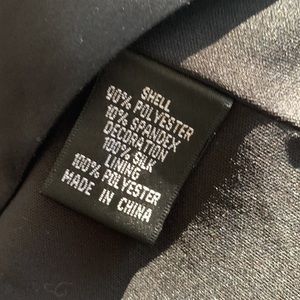 SHELL
90% POLYESTER
10% SPANDEX
DECORATION
100% SILK
LINING
100% POLYESTER
MADE IN CHINA